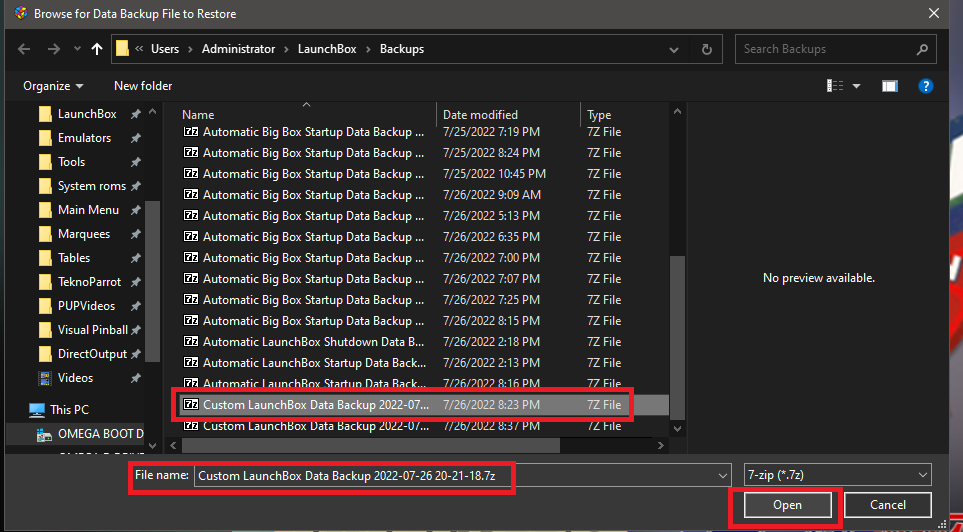 Browse for Data Backup File to Restore
« Users > Administrator > LaunchBox > Backups
Search Backups
Organize
New folder
?
LaunchBox
Emulators
Tools
System roms
Main Menu
Marquees
Tables
TeknoParrot
PUPVideos
Visual Pinball
DirectOutput
Videos
This PC
OMEGA BOOT D
Name Date modified Type
Automatic Big Box Startup Data Backup ... 7/25/2022 7:19 PM 7Z File
Automatic Big Box Startup Data Backup ... 7/25/2022 8:24 PM 7Z File
Automatic Big Box Startup Data Backup ... 7/25/2022 10:45 PM 7Z File
Automatic Big Box Startup Data Backup ... 7/26/2022 9:09 AM 7Z File
Automatic Big Box Startup Data Backup ... 7/26/2022 5:13 PM 7Z File
Automatic Big Box Startup Data Backup ... 7/26/2022 6:35 PM 7Z File
Automatic Big Box Startup Data Backup ... 7/26/2022 7:00 PM 7Z File
Automatic Big Box Startup Data Backup ... 7/26/2022 7:07 PM 7Z File
Automatic Big Box Startup Data Backup ... 7/26/2022 7:25 PM 7Z File
Automatic Big Box Startup Data Backup ... 7/26/2022 8:15 PM 7Z File
Automatic LaunchBox Shutdown Data B... 7/26/2022 2:18 PM 7Z File
Automatic LaunchBox Startup Data Back... 7/26/2022 2:13 PM 7Z File
Automatic LaunchBox Startup Data Back... 7/26/2022 8:16 PM 7Z File
Custom LaunchBox Data Backup 2022-07... 7/26/2022 8:23 PM 7Z File
Custom LaunchBox Data Backup 2022-07... 7/26/2022 8:37 PM 7Z File
No preview available.
File name: Custom LaunchBox Data Backup 2022-07-26 20-21-18.7z
7-zip (*.7z)
Open
Cancel